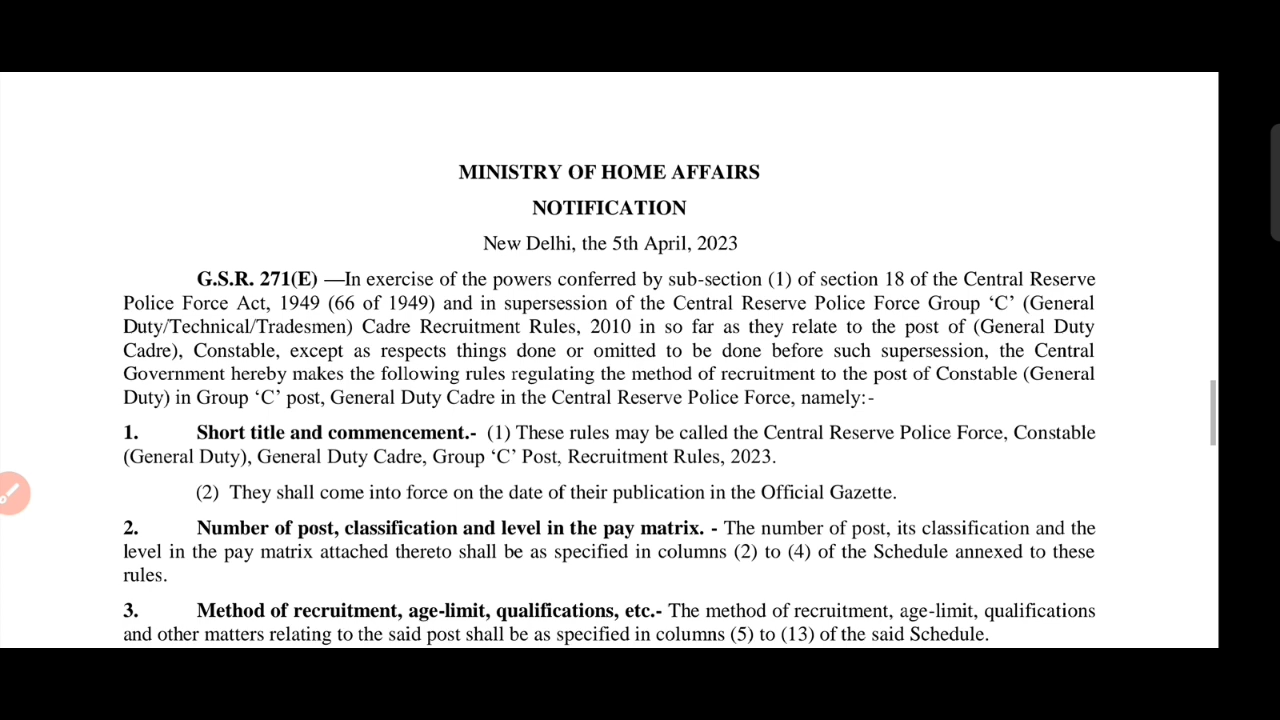 MINISTRY OF HOME AFFAIRS
NOTIFICATION
New Delhi, the 5th April, 2023
G.S.R. 271(E) —In exercise of the powers conferred by sub-section (1) of section 18 of the Central Reserve
Police Force Act, 1949 (66 of 1949) and in supersession of the Central Reserve Police Force Group ‘C’ (General
Duty/Technical/Tradesmen) Cadre Recruitment Rules, 2010 in so far as they relate to the post of (General Duty
Cadre), Constable, except as respects things done or omitted to be done before such supersession, the Central
Government hereby makes the following rules regulating the method of recruitment to the post of Constable (General
Duty) in Group ‘C’ post, General Duty Cadre in the Central Reserve Police Force, namely:-
1. Short title and commencement.- (1) These rules may be called the Central Reserve Police Force, Constable
(General Duty), General Duty Cadre, Group ‘C’ Post, Recruitment Rules, 2023.
(2) They shall come into force on the date of their publication in the Official Gazette.
2. Number of post, classification and level in the pay matrix. - The number of post, its classification and the
level in the pay matrix attached thereto shall be as specified in columns (2) to (4) of the Schedule annexed to these
rules.
3. Method of recruitment, age-limit, qualifications, etc.- The method of recruitment, age-limit, qualifications
and other matters relating to the said post shall be as specified in columns (5) to (13) of the said Schedule.